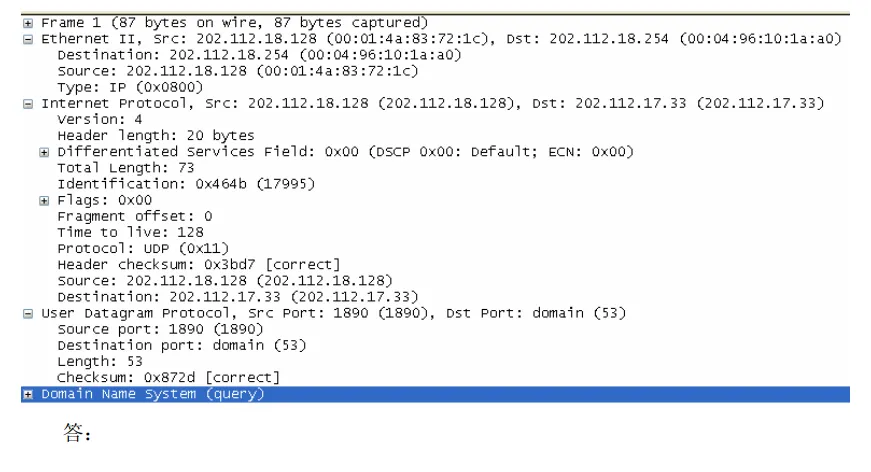 Frame 1 (87 bytes on wire, 87 bytes captured)
Ethernet II, Src: 202.112.18.128 (00:01:4a:83:72:1c), Dst: 202.112.18.254 (00:04:96:10:1a:a0)
Destination: 202.112.18.254 (00:04:96:10:1a:a0)
Source: 202.112.18.128 (00:01:4a:83:72:1c)
Type: IP (0x0800)
Internet Protocol, Src: 202.112.18.128 (202.112.18.128), Dst: 202.112.17.33 (202.112.17.33)
Version: 4
Header length: 20 bytes
Differentiated Services Field: 0x00 (DSCP 0x00: Default; ECN: 0x00)
Total Length: 73
Identification: 0x464b (17995)
Flags: 0x00
Fragment offset: 0
Time to live: 128
Protocol: UDP (0x11)
Header checksum: 0x3bd7 [correct]
Source: 202.112.18.128 (202.112.18.128)
Destination: 202.112.17.33 (202.112.17.33)
User Datagram Protocol, Src Port: 1890 (1890), Dst Port: domain (53)
Source port: 1890 (1890)
Destination port: domain (53)
Length: 53
Checksum: 0x872d [correct]
Domain Name System (query)
答：